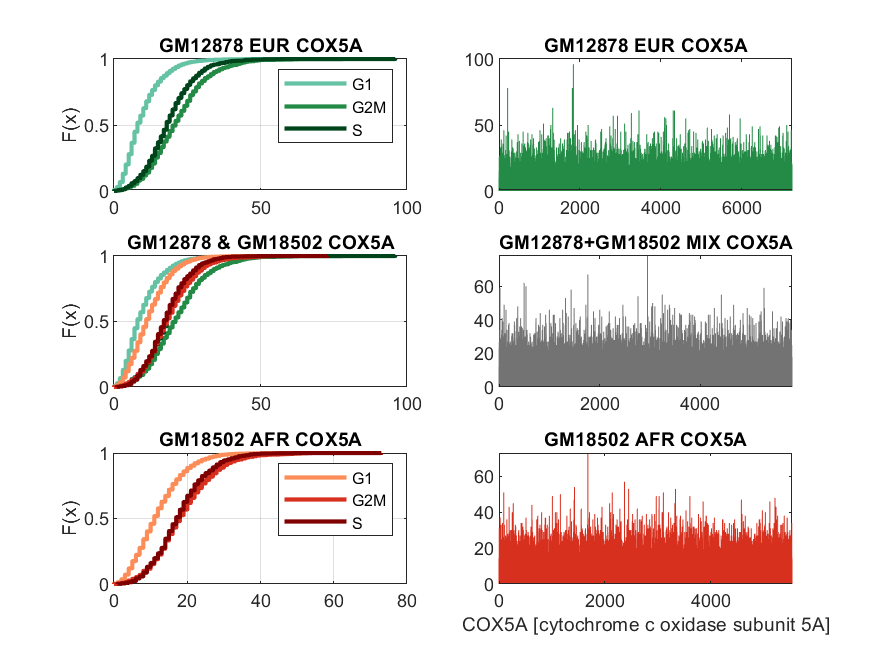 GM12878 EUR COX5A
F(x)
1
0.5
0
0
50
100
G1
G2M
S
GM12878 EUR COX5A
100
50
0
0
2000
4000
6000
GM12878 & GM18502 COX5A
F(x)
1
0.5
0
0
50
100
GM12878+GM18502 MIX COX5A
60
40
20
0
0
2000
4000
GM18502 AFR COX5A
F(x)
1
0.5
0
0
20
40
60
80
G1
G2M
S
GM18502 AFR COX5A
60
40
20
0
0
2000
4000
COX5A [cytochrome c oxidase subunit 5A]